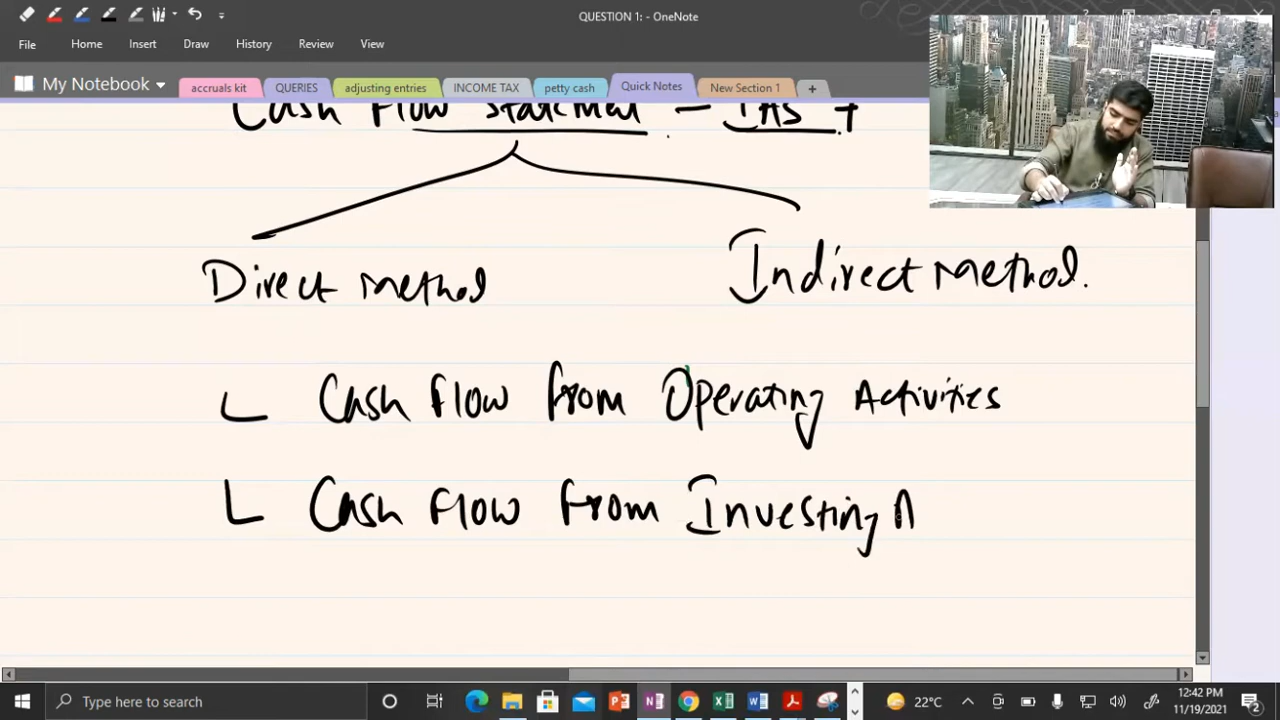 QUESTION 1: - OneNote
File Home Insert Draw History Review View
My Notebook accruals kit QUERIES adjusting entries INCOME TAX petty cash Quick Notes New Section 1
Cash Flow Statement - IAS 7
Direct Method Indirect Method.
Cash Flow From Operating Activities
Cash Flow From Investing A
Type here to search 22°C 12:42 PM
11/19/2021 2